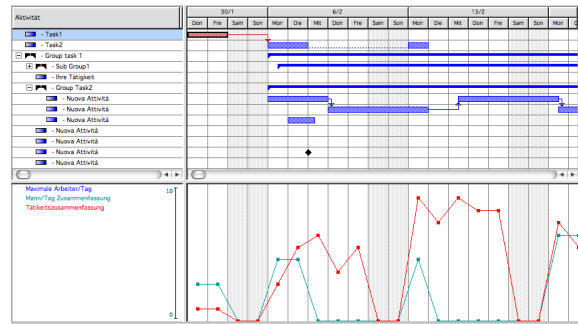 Aktivität
30/1 6/2 13/2
Don Fre Sam Son Mon Die Mit Don Fre Sam Son Mon Die Mit Don Fre Sam Son Mon
- Task1
- Task2
- Group task 1
- Sub Group1
- Ihre Tätigkeit
- Group Task2
- Nuova Attività
- Nuova Attività
- Nuova Attività
- Nuova Attività
- Nuova Attività
- Nuova Attività
- Nuova Attività
Maximale Arbeiter/Tag
Mann/Tag Zusammenfassung
Tätikeitszusammenfassung
10
0